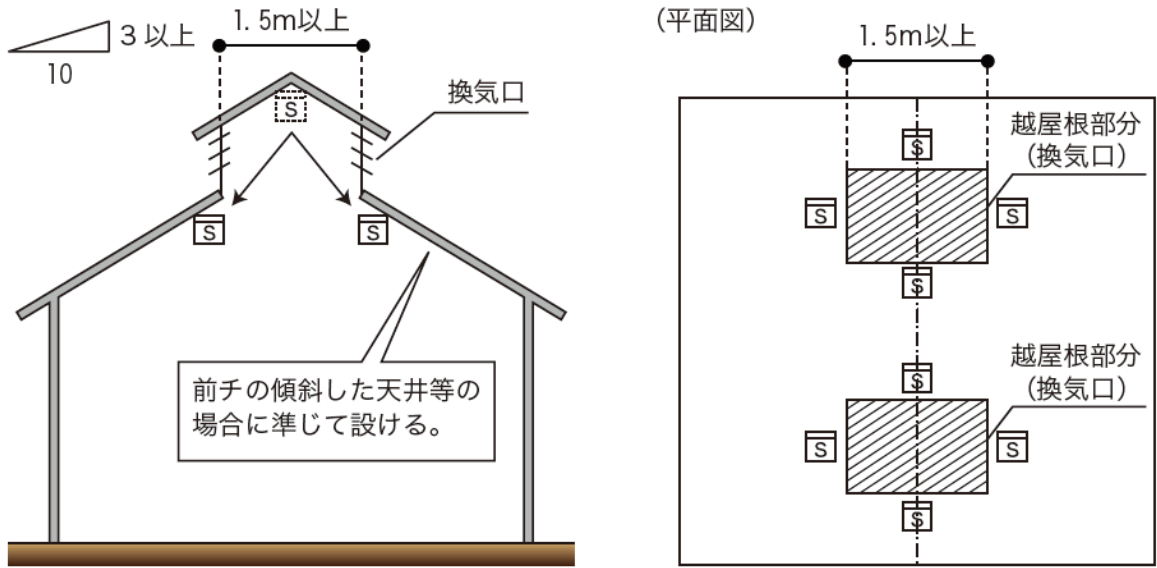 3以上
10
1.5m以上
S
換気口
S
S
前チの傾斜した天井等の
場合に準じて設ける。
(平面図)
1.5m以上
S
越屋根部分
(換気口)
S
S
S
S
越屋根部分
(換気口)
S
S
S